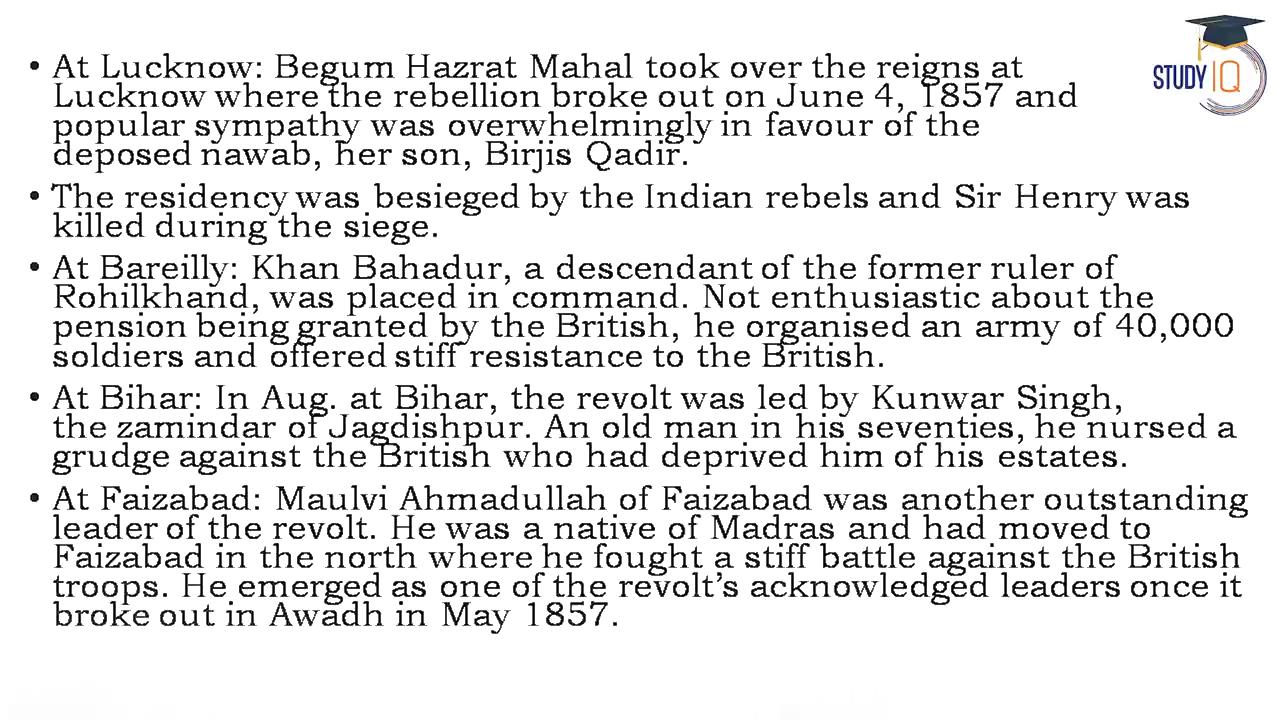 • At Lucknow: Begum Hazrat Mahal took over the reigns at
Lucknow where the rebellion broke out on June 4, 1857 and
popular sympathy was overwhelmingly in favour of the
deposed nawab, her son, Birjis Qadir.
• The residency was besieged by the Indian rebels and Sir Henry was
killed during the siege.
• At Bareilly: Khan Bahadur, a descendant of the former ruler of
Rohilkhand, was placed in command. Not enthusiastic about the
pension being granted by the British, he organised an army of 40,000
soldiers and offered stiff resistance to the British.
• At Bihar: In Aug. at Bihar, the revolt was led by Kunwar Singh,
the zamindar of Jagdishpur. An old man in his seventies, he nursed a
grudge against the British who had deprived him of his estates.
• At Faizabad: Maulvi Ahmadullah of Faizabad was another outstanding
leader of the revolt. He was a native of Madras and had moved to
Faizabad in the north where he fought a stiff battle against the British
troops. He emerged as one of the revolt’s acknowledged leaders once it
broke out in Awadh in May 1857.
STUDY IQ